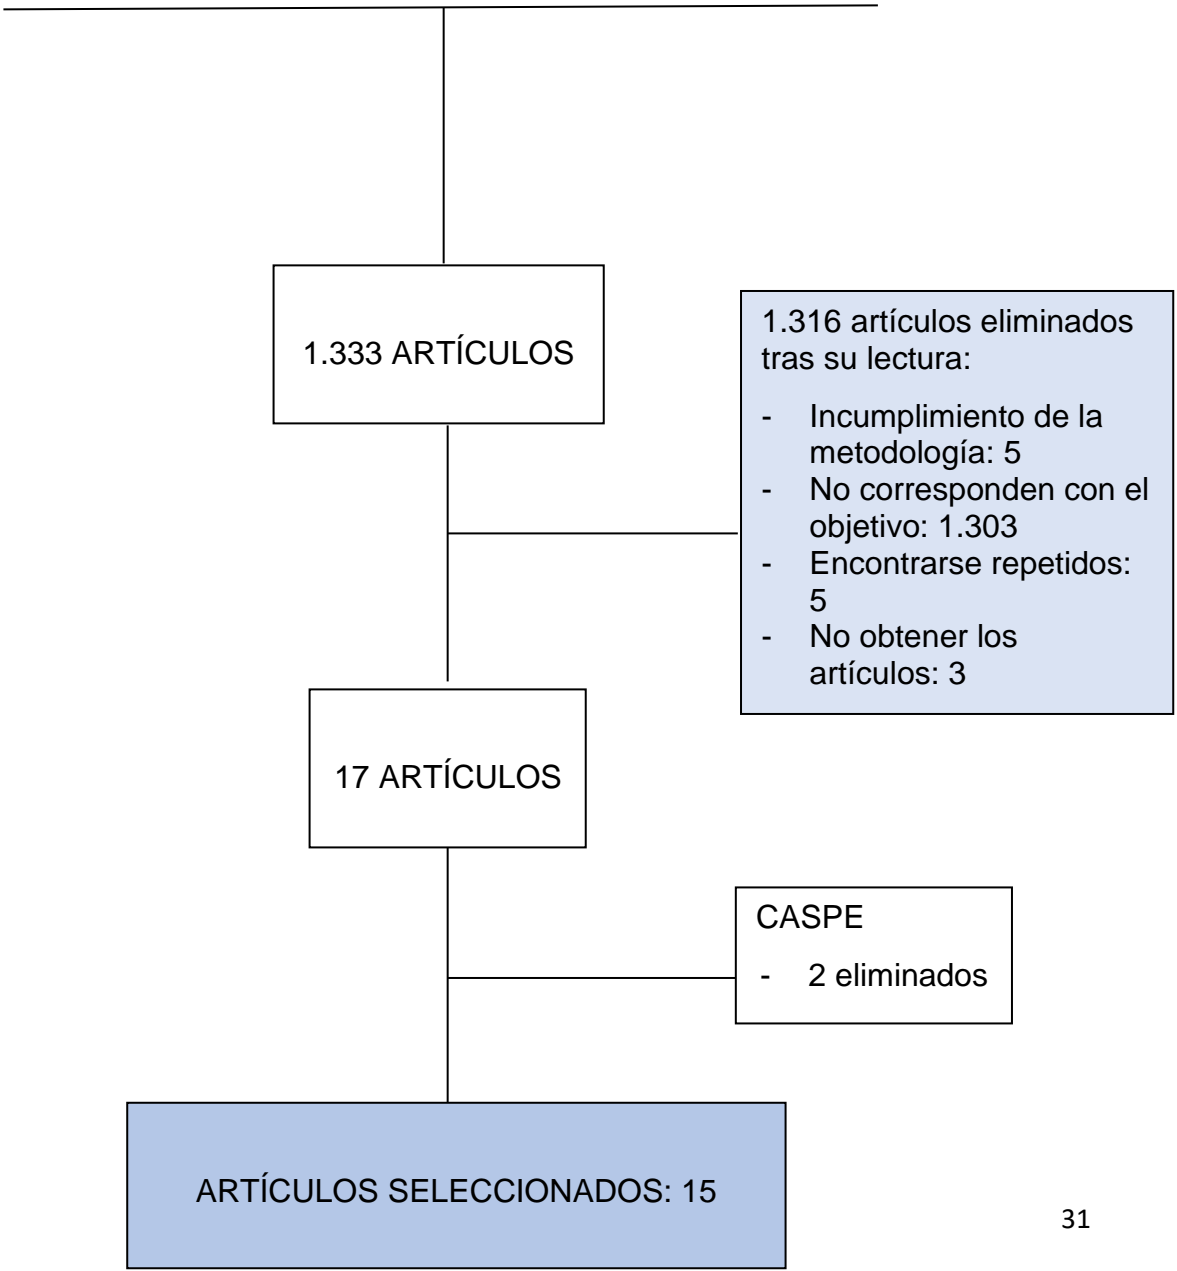 1.333 ARTÍCULOS
1.316 artículos eliminados
tras su lectura:
- Incumplimiento de la
metodología: 5
- No corresponden con el
objetivo: 1.303
- Encontrarse repetidos:
5
- No obtener los
artículos: 3
17 ARTÍCULOS
CASPE
- 2 eliminados
ARTÍCULOS SELECCIONADOS: 15
31